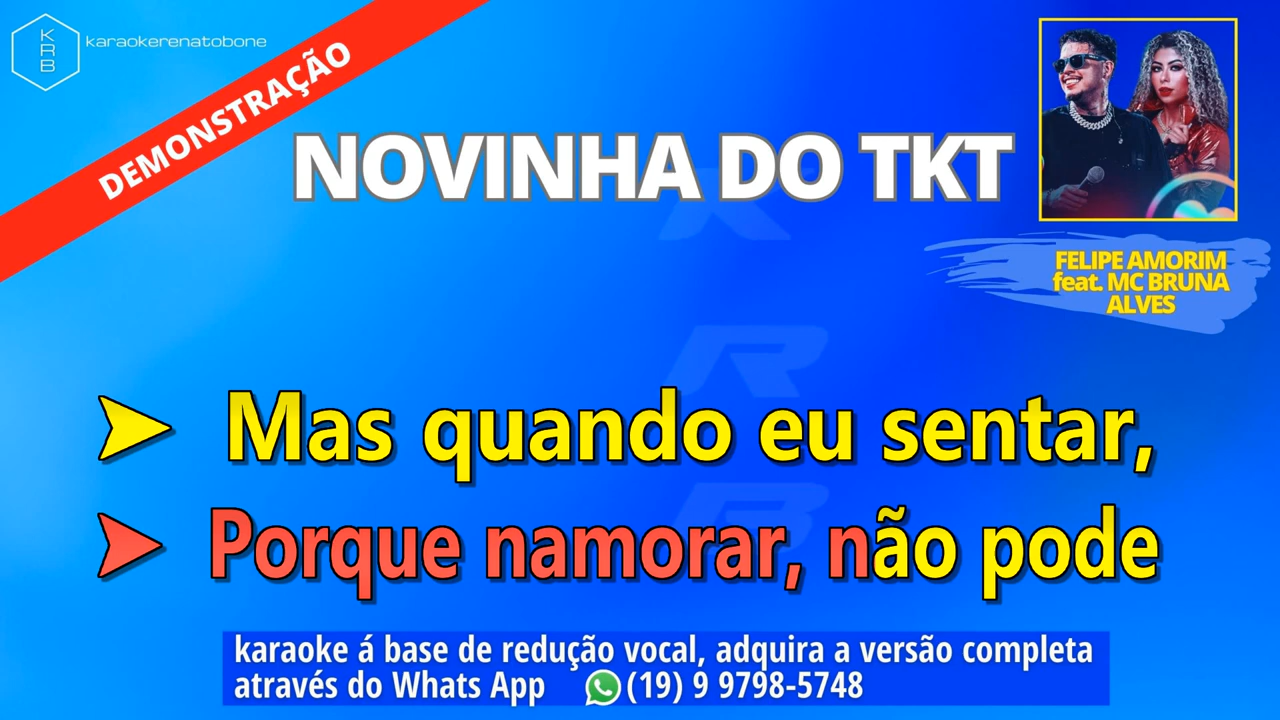 K
R
B
karaokerenatobone
DEMONSTRAÇÃO
NOVINHA DO TKT
FELIPE AMORIM
feat. MC BRUNA
ALVES
K
R
B
Mas quando eu sentar,
Porque namorar, não pode
karaoke á base de redução vocal, adquira a versão completa
através do Whats App (19) 9 9798-5748